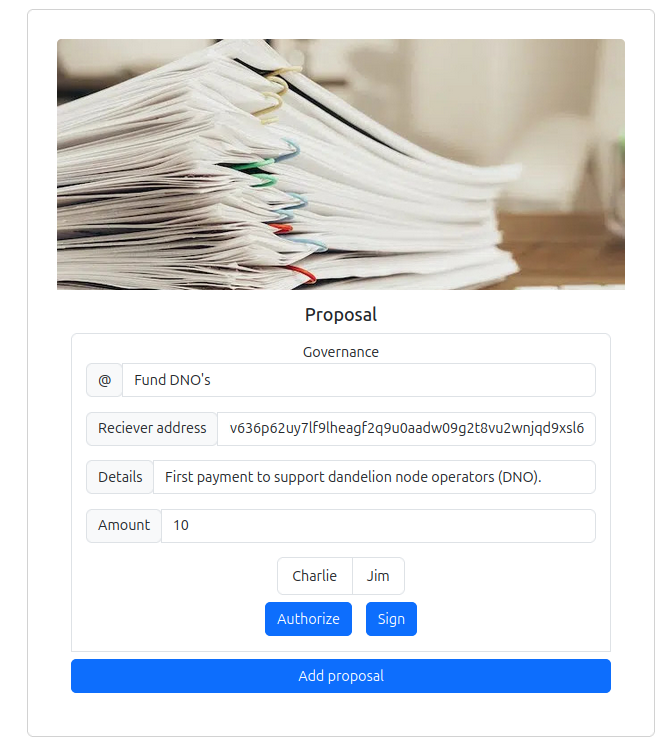 Proposal
Governance
@ Fund DNO's
Reciever address v636p62uy7lf9lheagf2q9u0aadw09g2t8vu2wnjqd9xsl6
Details First payment to support dandelion node operators (DNO).
Amount 10
Charlie Jim
Authorize Sign
Add proposal